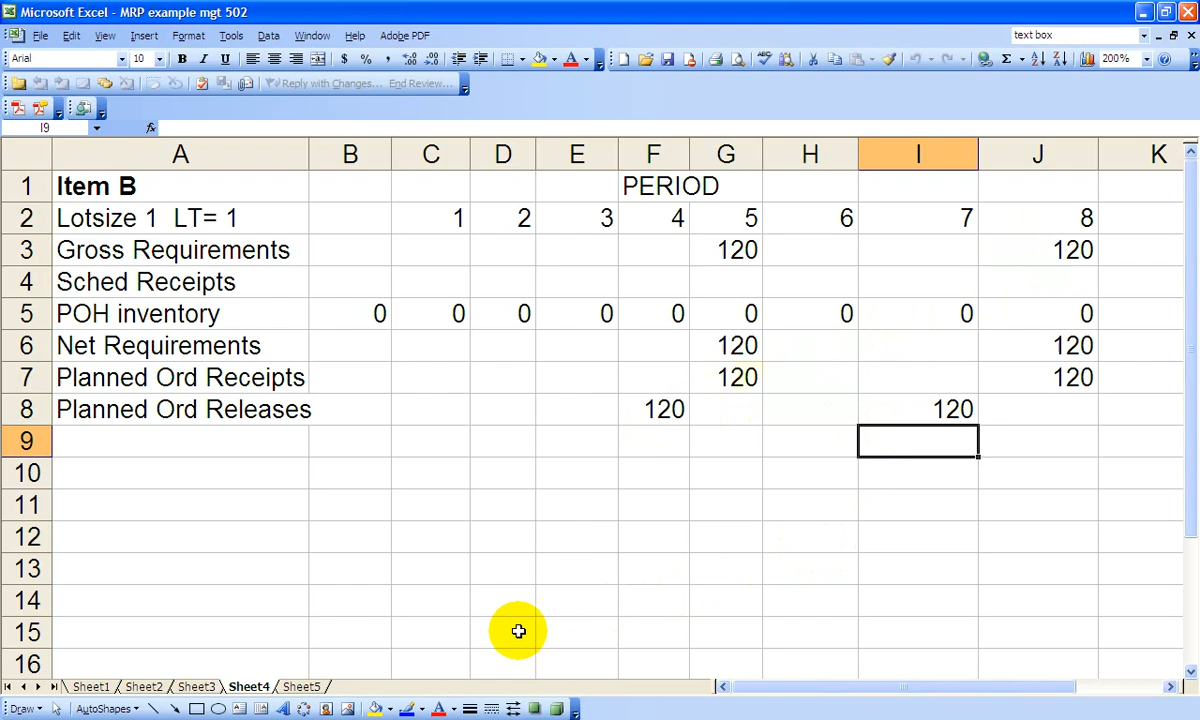 Microsoft Excel - MRP example mgt 502
File Edit View Insert Format Tools Data Window Help Adobe PDF text box
Arial 10 B I U $ % , 200%
Reply with Changes... End Review...
I9 fx
A B C D E F G H I J K
1 Item B PERIOD
2 Lotsize 1 LT= 1 1 2 3 4 5 6 7 8
3 Gross Requirements 120 120
4 Sched Receipts
5 POH inventory 0 0 0 0 0 0 0 0 0
6 Net Requirements 120 120
7 Planned Ord Receipts 120 120
8 Planned Ord Releases 120 120
9
10
11
12
13
14
15
16
Sheet1 Sheet2 Sheet3 Sheet4 Sheet5
Draw AutoShapes